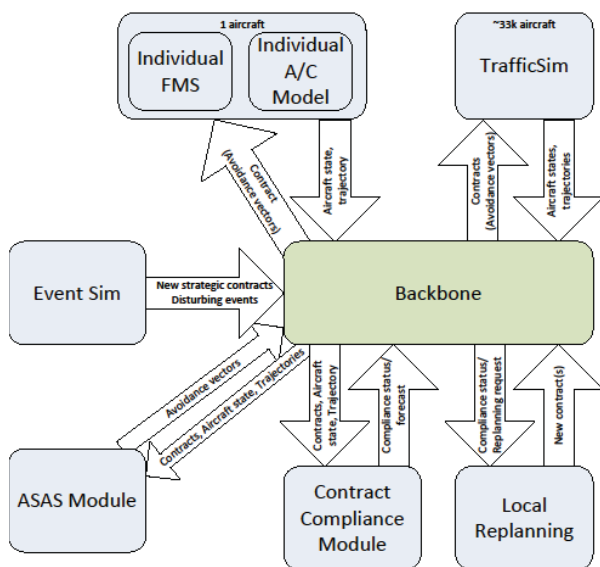 1 aircraft
Individual
FMS
Individual
A/C
Model
~33k aircraft
TrafficSim
Contract
(Avoidance vectors)
Aircraft state,
trajectory
Contracts
(Avoidance vectors)
Aircraft states,
trajectories
Event Sim
New strategic contracts
Disturbing events
Backbone
Avoidance vectors
Contracts, Aircraft state, Trajectories
Contracts, Aircraft
state, Trajectory
Compliance status/
forecast
Compliance status/
Replanning request
New contract(s)
ASAS Module
Contract
Compliance
Module
Local
Replanning